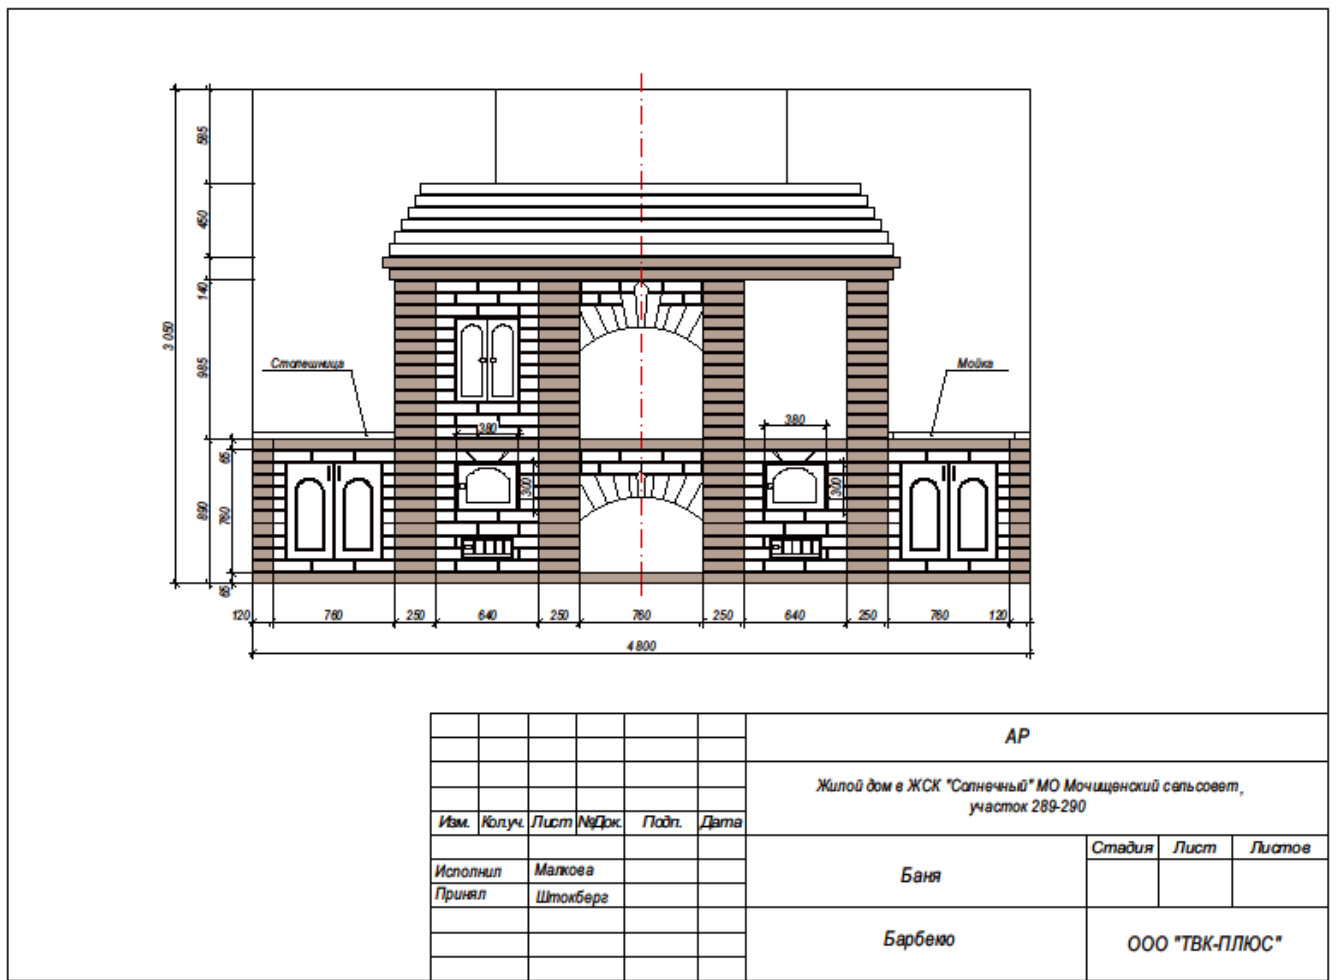 585
450
140
3 050
985
Столешница
Мойка
380
380
65
300
300
890
760
65
120
760
250
640
250
760
250
640
250
760
120
4 800
АР
Жилой дом в ЖСК "Солнечный" МО Мочищенский сельсовет,
участок 289-290
Изм. Кол.уч. Лист №Док. Подп. Дата
Стадия Лист Листов
Исполнил Малкова
Баня
Принял Штокберг
Барбекю
ООО "ТВК-ПЛЮС"